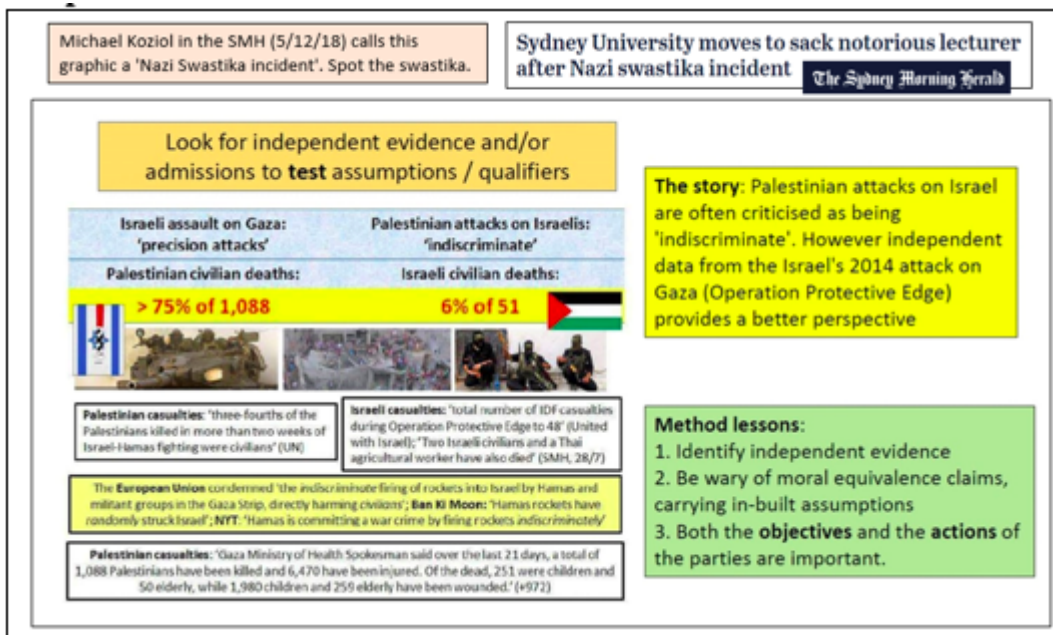 Michael Koziol in the SMH (5/12/18) calls this
graphic a 'Nazi Swastika incident'. Spot the swastika.
Sydney University moves to sack notorious lecturer
after Nazi swastika incident
The Sydney Morning Herald
Look for independent evidence and/or
admissions to test assumptions / qualifiers
Israeli assault on Gaza:
'precision attacks'
Palestinian attacks on Israelis:
'indiscriminate'
Palestinian civilian deaths:
Israeli civilian deaths:
> 75% of 1,088
6% of 51
Palestinian casualties: 'three-fourths of the
Palestinians killed in more than two weeks of
Israel-Hamas fighting were civilians' (UN)
Israeli casualties: 'total number of IDF casualties
during Operation Protective Edge to 48' (United
with Israel); 'Two Israeli civilians and a Thai
agricultural worker have also died' (SMH, 28/7)
The European Union condemned 'the indiscriminate firing of rockets into Israel by Hamas and
militant groups in the Gaza Strip, directly harming civilians'; Ban Ki Moon: 'Hamas rockets have
randomly struck Israel'; NYT: 'Hamas is committing a war crime by firing rockets indiscriminately'
Palestinian casualties: 'Gaza Ministry of Health Spokesman said over the last 21 days, a total of
1,088 Palestinians have been killed and 6,470 have been injured. Of the dead, 251 were children and
50 elderly, while 1,980 children and 259 elderly have been wounded.' (+972)
The story: Palestinian attacks on Israel
are often criticised as being
'indiscriminate'. However independent
data from the Israel's 2014 attack on
Gaza (Operation Protective Edge)
provides a better perspective
Method lessons:
1. Identify independent evidence
2. Be wary of moral equivalence claims,
carrying in-built assumptions
3. Both the objectives and the actions of
the parties are important.